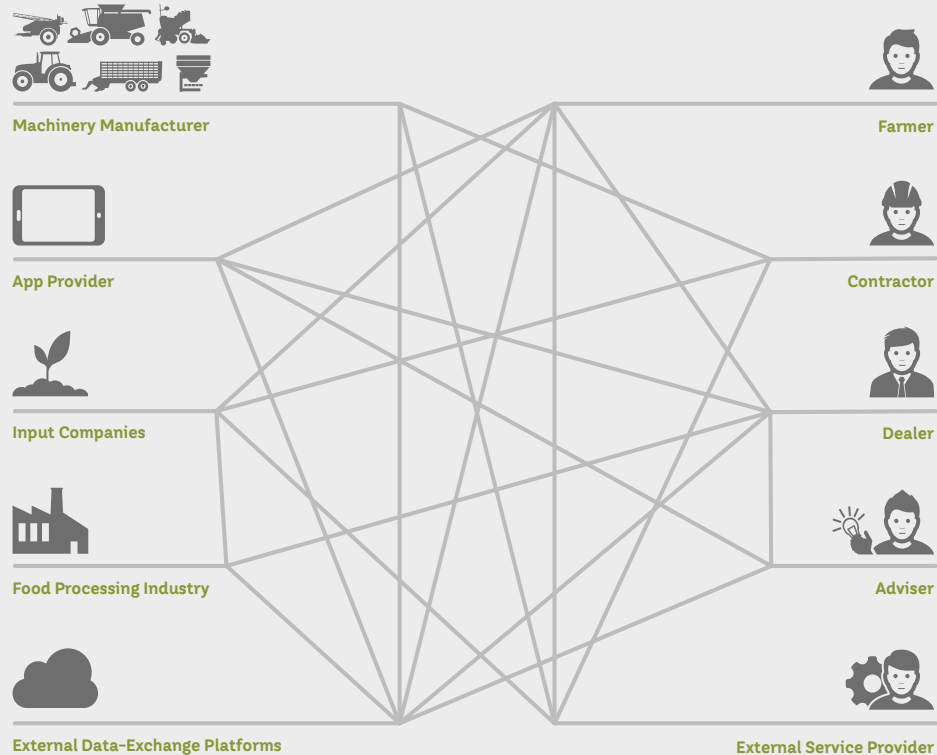 Machinery Manufacturer
Farmer
App Provider
Contractor
Input Companies
Dealer
Food Processing Industry
Adviser
External Data-Exchange Platforms
External Service Provider